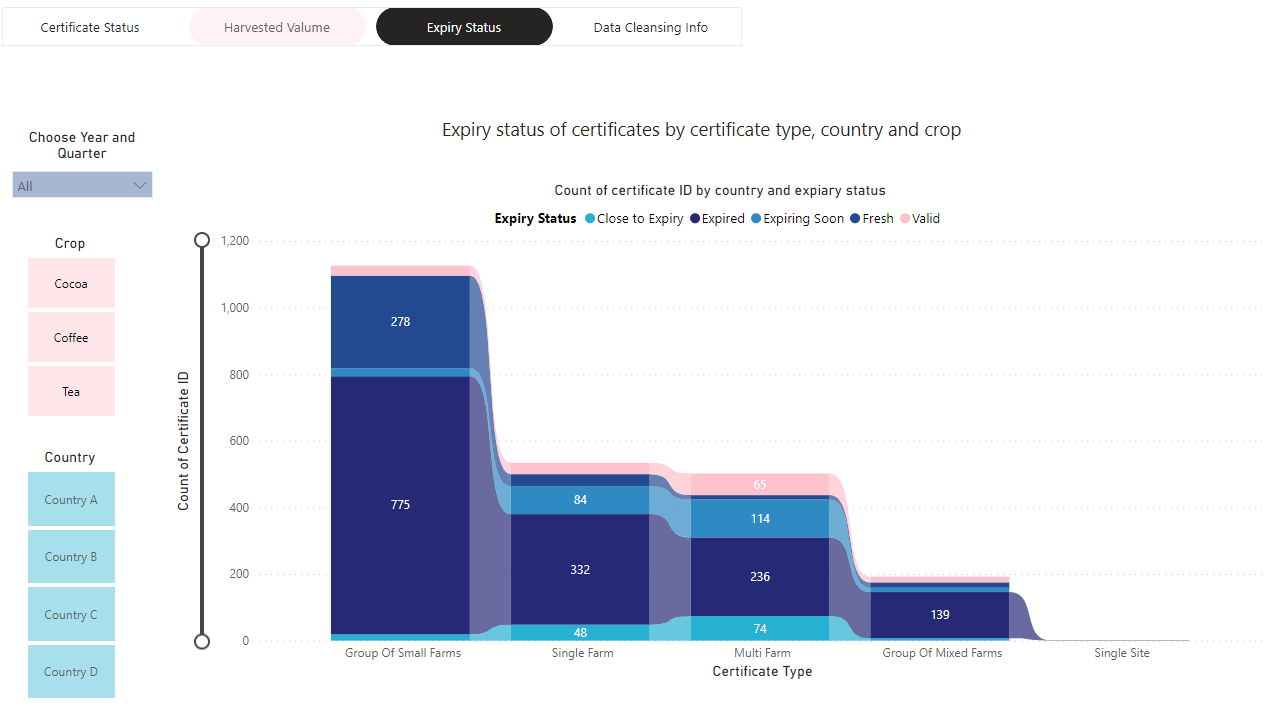 Certificate Status
Harvested Valume
Expiry Status
Data Cleansing Info
Choose Year and
Quarter
All
Crop
Cocoa
Coffee
Tea
Country
Country A
Country B
Country C
Country D
Expiry status of certificates by certificate type, country and crop
Count of certificate ID by country and expiary status
Expiry Status Close to Expiry Expired Expiring Soon Fresh Valid
Count of Certificate ID
1,200
1,000
800
600
400
200
0
278
775
84
332
48
65
114
236
74
139
Group Of Small Farms
Single Farm
Multi Farm
Group Of Mixed Farms
Single Site
Certificate Type